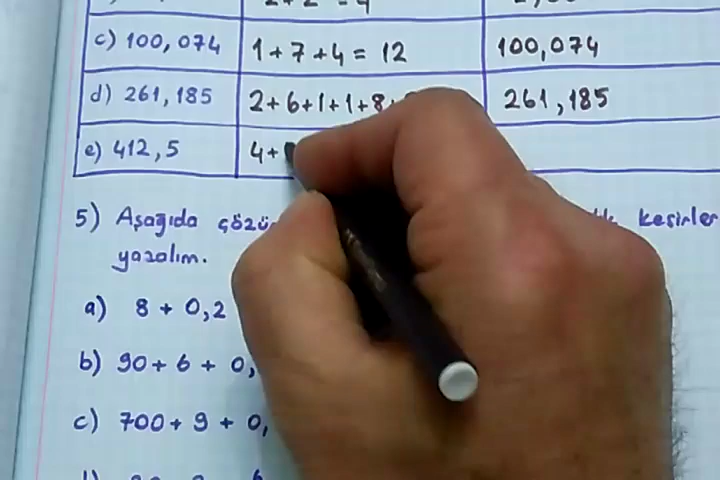 c) 100,074 1+7+4 = 12 100,074
d) 261,185 2+6+1+1+8+ 261,185
e) 412,5 4+
5) Aşağıda kesirler
yazalım.
a) 8 + 0,2
b) 90+6 + 0,
c) 700+9 + 0,